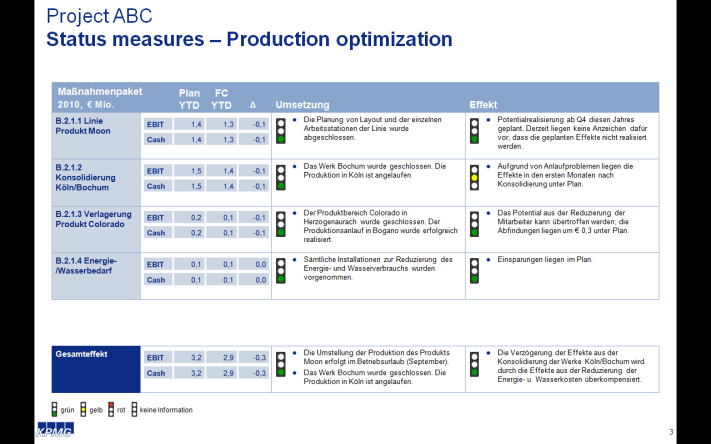 Project ABC
Status measures – Production optimization
Maßnahmenpaket
2010, € Mio.
Plan
YTD
FC
YTD
Δ
Umsetzung
Effekt
B.2.1.1 Linie
Produkt Moon
EBIT 1,4 1,3 -0,1
Cash 1,4 1,3 -0,1
• Die Planung von Layout und der einzelnen
Arbeitsstationen der Linie wurde
abgeschlossen.
• Potentialrealisierung ab Q4 diesen Jahres
geplant. Derzeit liegen keine Anzeichen dafür
vor, dass die geplanten Effekte nicht realisiert
werden.
B.2.1.2
Konsolidierung
Köln/Bochum
EBIT 1,5 1,4 -0,1
Cash 1,5 1,4 -0,1
• Das Werk Bochum wurde geschlossen. Die
Produktion in Köln ist angelaufen.
• Aufgrund von Anlaufproblemen liegen die
Effekte in den ersten Monaten nach
Konsolidierung unter Plan.
B.2.1.3 Verlagerung
Produkt Colorado
EBIT 0,2 0,1 -0,1
Cash 0,2 0,1 -0,1
• Der Produktbereich Colorado in
Herzogenaurach wurde geschlossen. Der
Produktionsanlauf in Bogano wurde erfolgreich
realisiert.
• Das Potential aus der Reduzierung der
Mitarbeiter kann übertroffen werden; die
Abfindungen liegen um € 0,3 unter Plan.
B.2.1.4 Energie-
/Wasserbedarf
EBIT 0,1 0,1 0,0
Cash 0,1 0,1 0,0
• Sämtliche Installationen zur Reduzierung des
Energie- und Wasserverbrauchs wurden
vorgenommen.
• Einsparungen liegen im Plan.
Gesamteffekt
EBIT 3,2 2,9 -0,3
Cash 3,2 2,9 -0,3
• Die Umstellung der Produktion des Produkts
Moon erfolgt im Betriebsurlaub (September).
• Das Werk Bochum wurde geschlossen. Die
Produktion in Köln ist angelaufen.
• Die Verzögerung der Effekte aus der
Konsolidierung der Werke Köln/Bochum wird
durch die Effekte aus der Reduzierung der
Energie- u. Wasserkosten überkompensiert.
grün gelb rot keine Information
KPMG
3